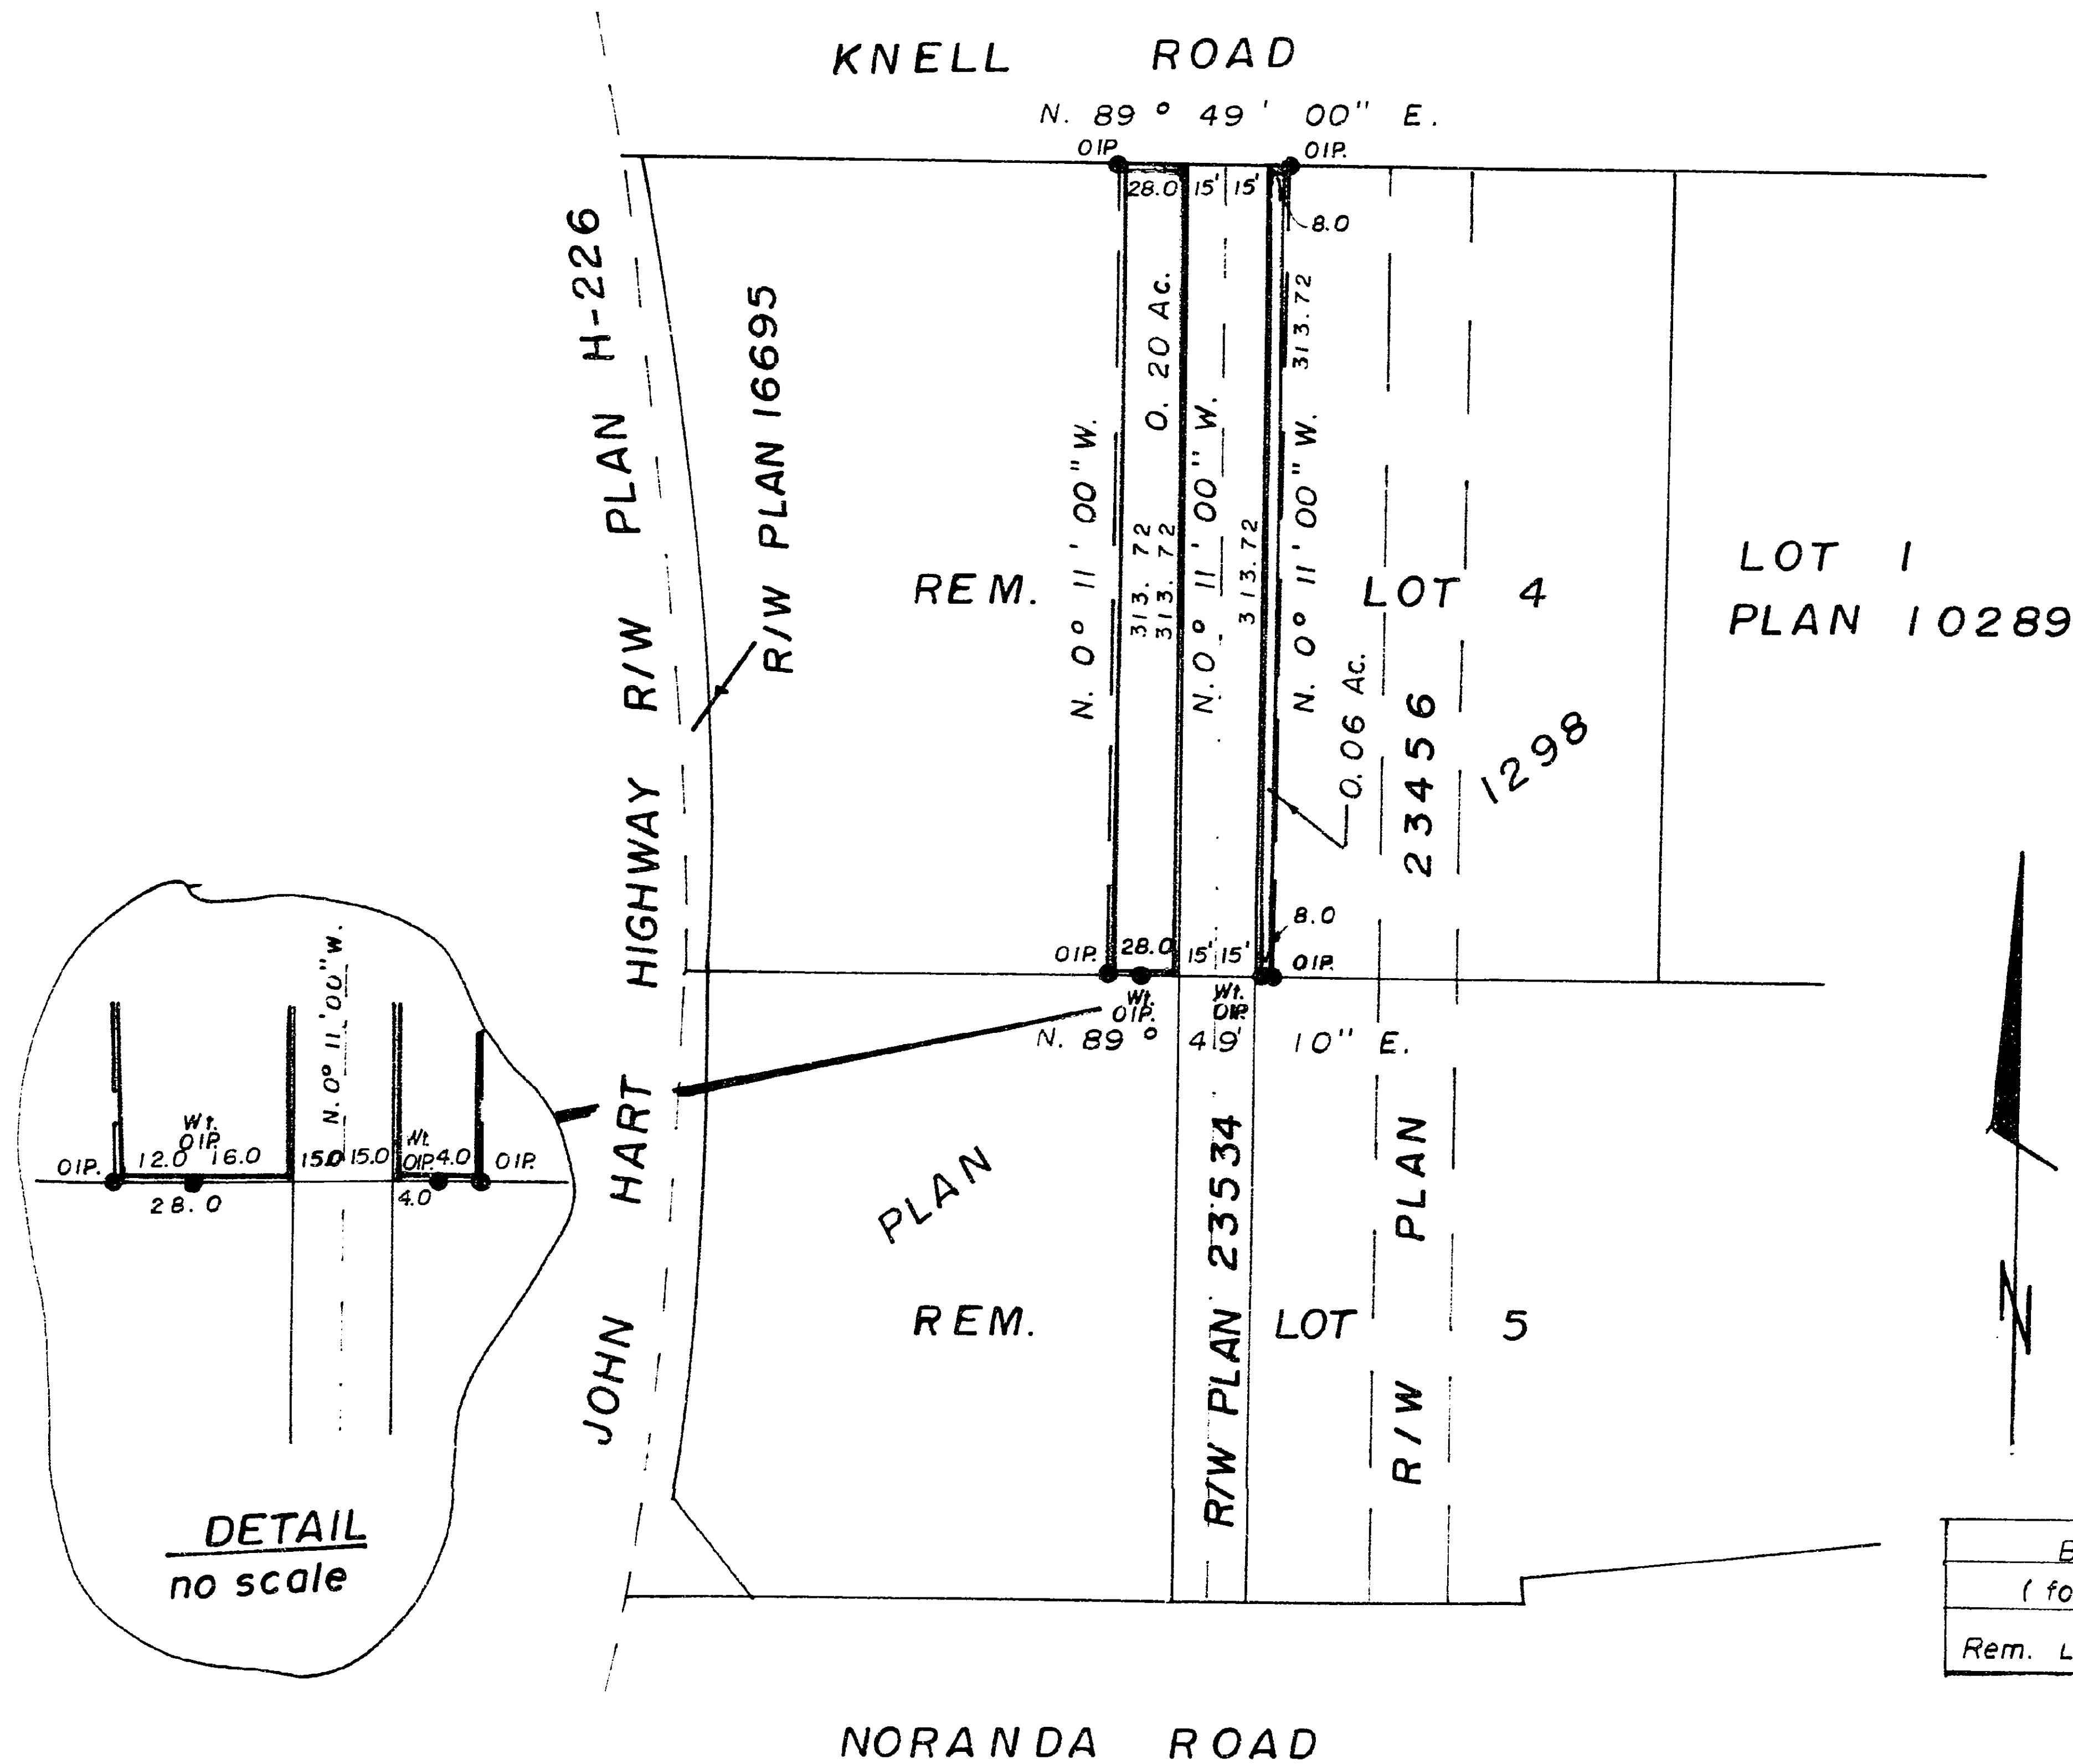 KNELL ROAD
N. 89° 49' 00" E.
OIP
OIP.
28.0
15'
15'
8.0
JOHN HART HIGHWAY R/W PLAN H-226
R/W PLAN 16695
REM.
N. 0° 11' 00" W.
313.72
313.72
0.20 Ac.
N. 0° 11' 00" W.
313.72
313.72
N. 0° 11' 00" W.
LOT 4
0.06 Ac.
LOT 1
PLAN 10289
OIP.
28.0
15'
15'
8.0
OIP.
Wt.
OIP.
Wt.
OIP.
N. 89° 49' 10" E.
PLAN 1298
REM. LOT 5
R/W PLAN 23534
R/W PLAN 23456
N
N. 0° 11' 00" W.
Wt.
OIP.
OIP.
12.0
16.0
15.0
15.0
Wt.
OIP.
4.0
OIP.
28.0
4.0
DETAIL
no scale
B
( fo
Rem. L
NORANDA ROAD